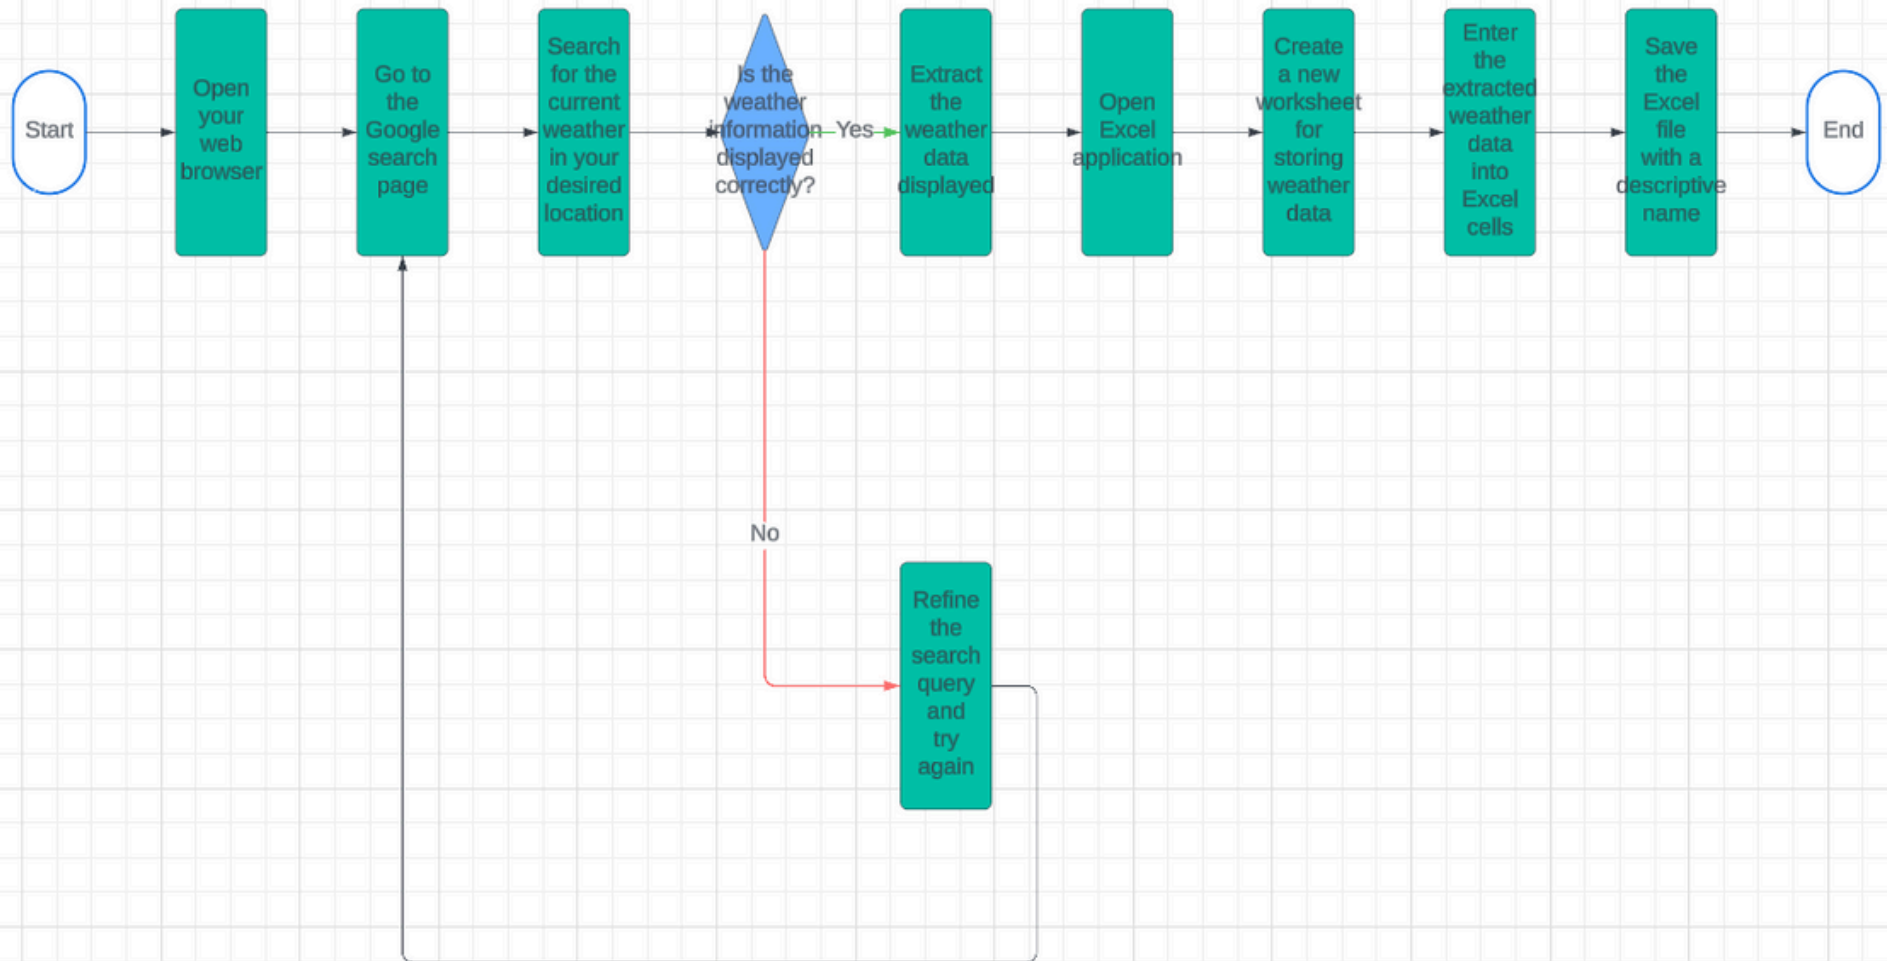 Start
Open
your
web
browser
Go to
the
Google
search
page
Search
for the
current
weather
in your
desired
location
Is the
weather
information
displayed
correctly?
Yes
Extract
the
weather
data
displayed
Open
Excel
application
Create
a new
worksheet
for
storing
weather
data
Enter
the
extracted
weather
data
into
Excel
cells
Save
the
Excel
file
with a
descriptive
name
End
No
Refine
the
search
query
and
try
again